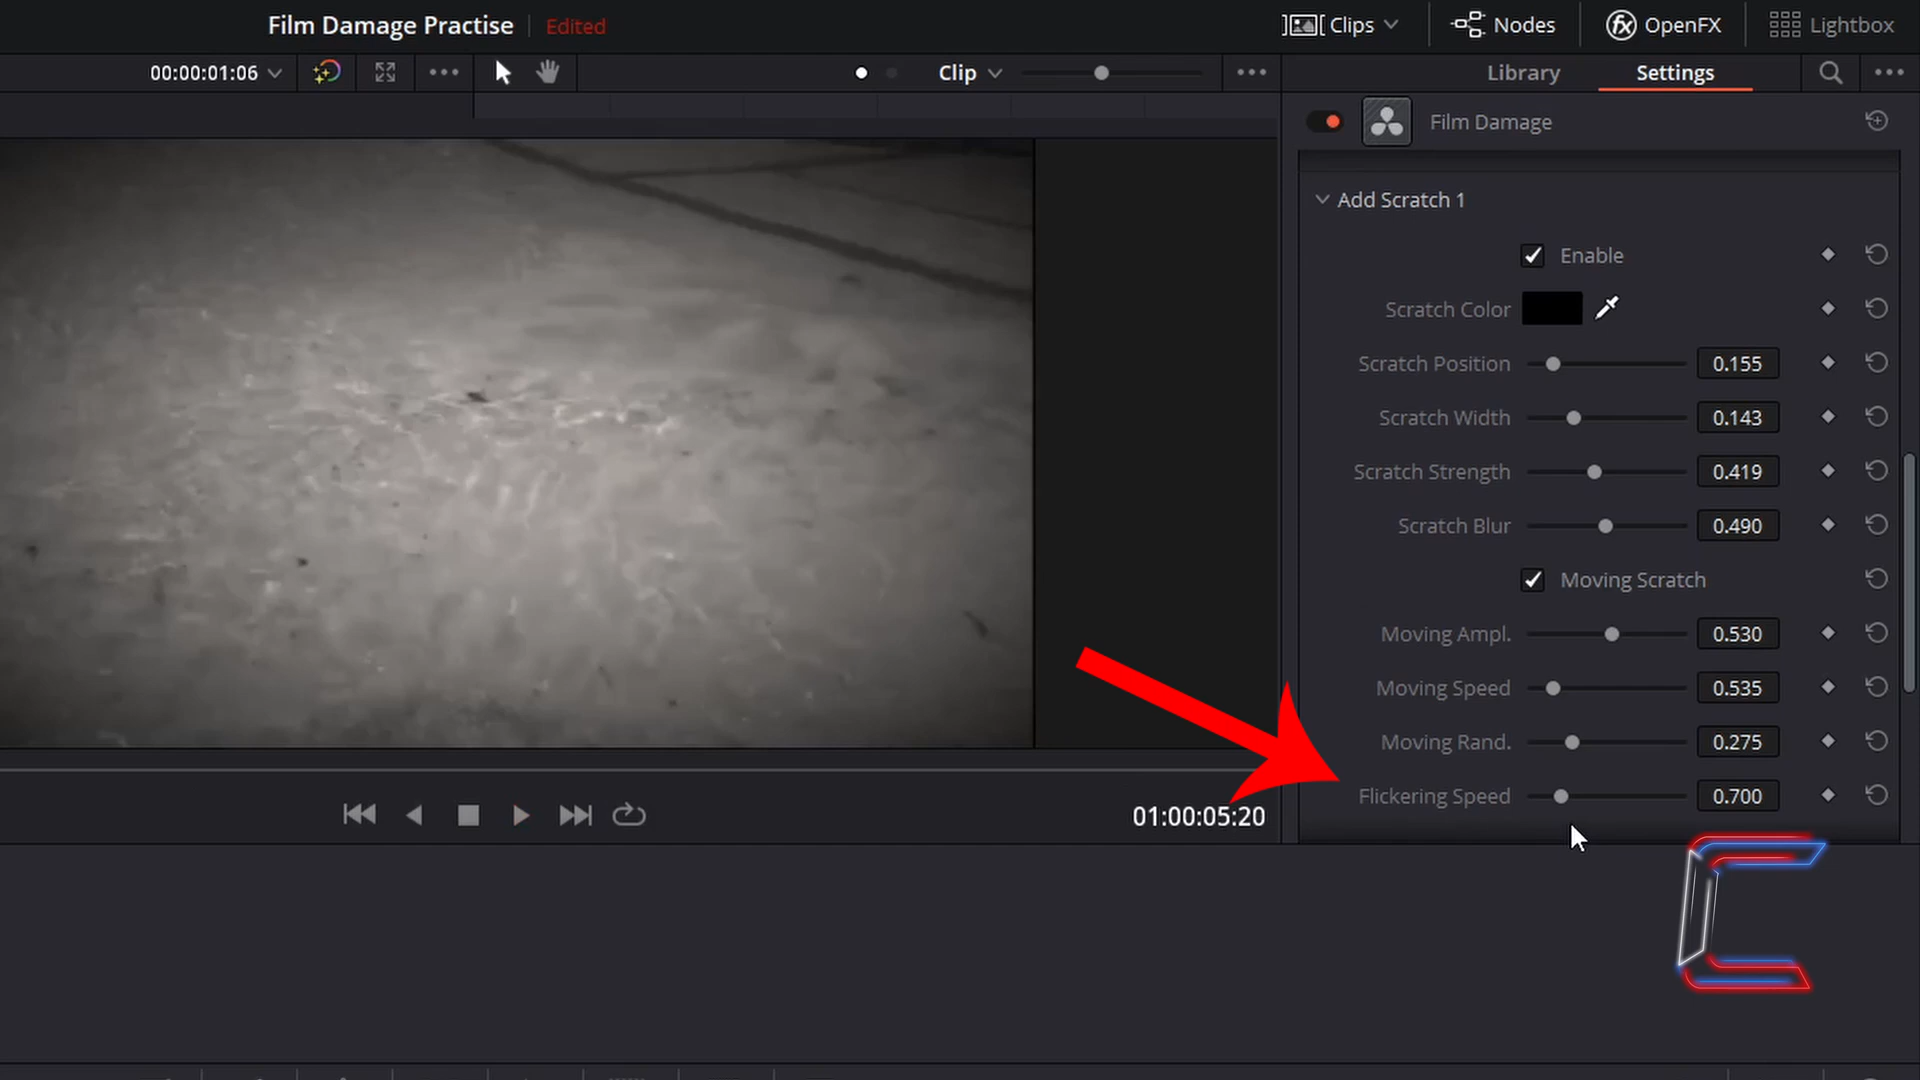 Film Damage Practise
Edited
Clips
Nodes
OpenFX
Lightbox
00:00:01:06
Clip
Library
Settings
Film Damage
Add Scratch 1
Enable
Scratch Color
Scratch Position 0.155
Scratch Width 0.143
Scratch Strength 0.419
Scratch Blur 0.490
Moving Scratch
Moving Ampl. 0.530
Moving Speed 0.535
Moving Rand. 0.275
Flickering Speed 0.700
01:00:05:20